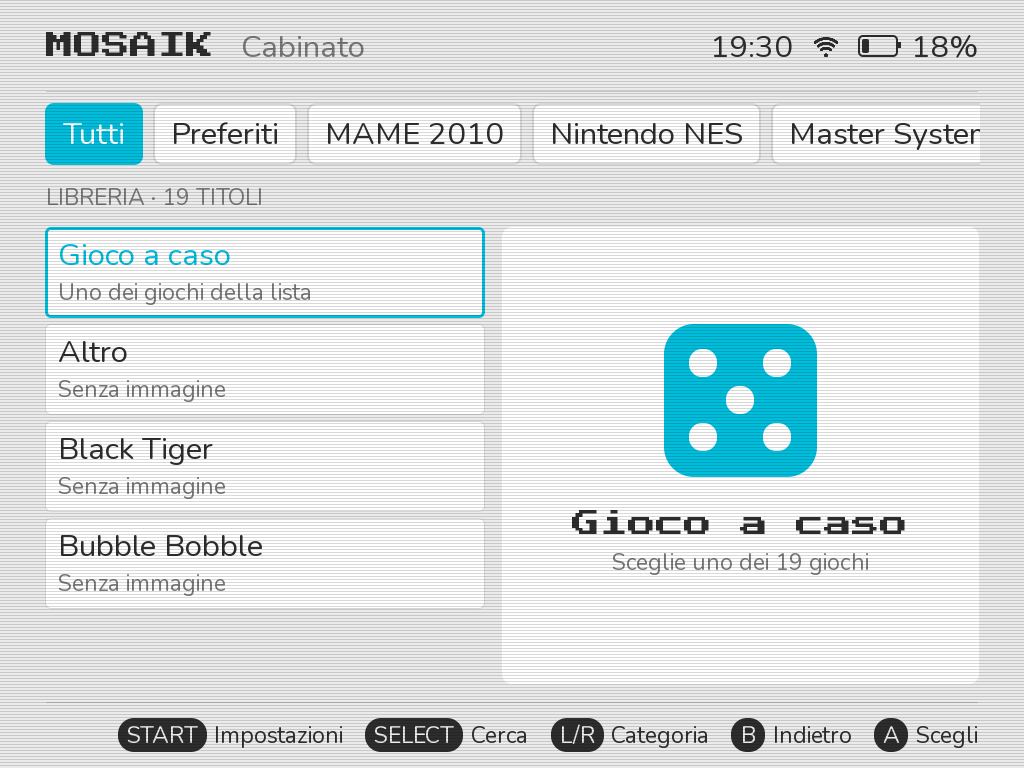 MOSAIK Cabinato 19:30 18%
Tutti Preferiti MAME 2010 Nintendo NES Master System
LIBRERIA · 19 TITOLI
Gioco a caso
Uno dei giochi della lista
Altro
Senza immagine
Black Tiger
Senza immagine
Bubble Bobble
Senza immagine
Gioco a caso
Sceglie uno dei 19 giochi
START Impostazioni SELECT Cerca L/R Categoria B Indietro A Scegli